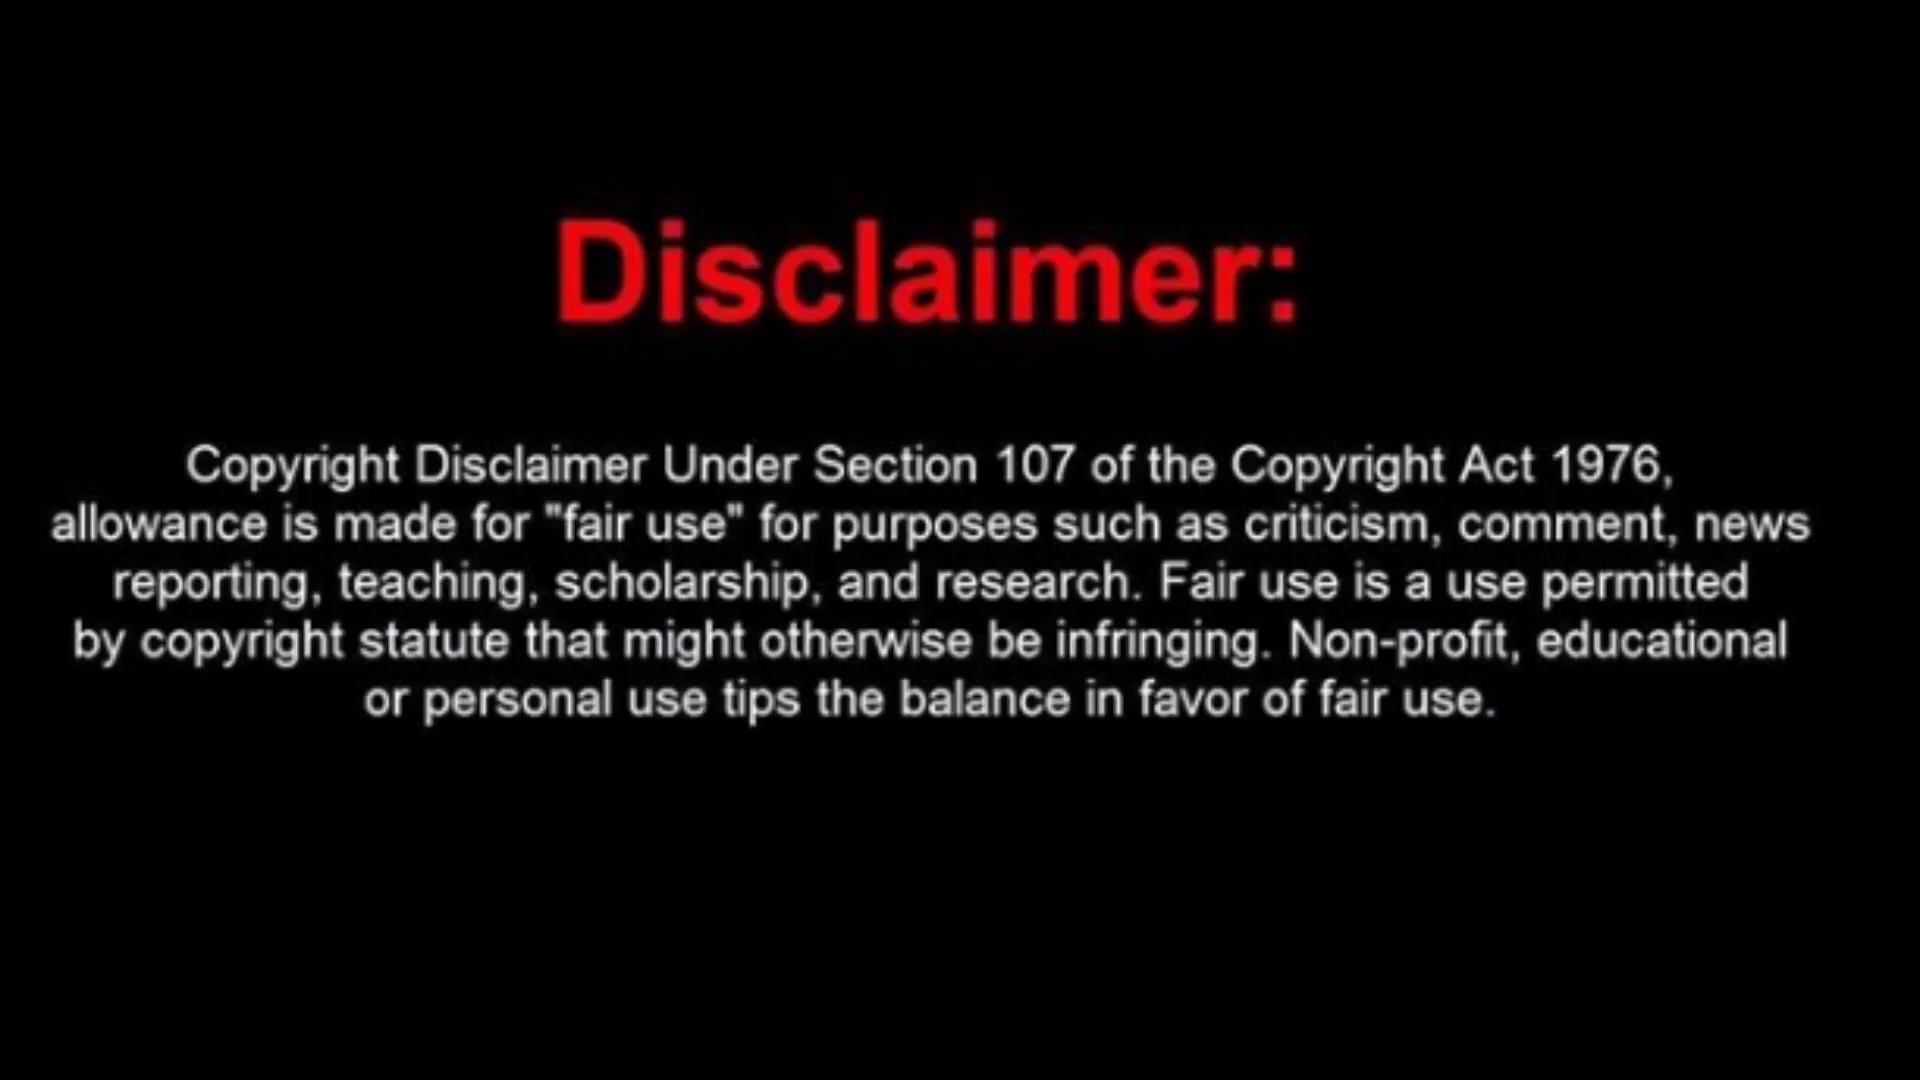 Disclaimer:
Copyright Disclaimer Under Section 107 of the Copyright Act 1976,
allowance is made for "fair use" for purposes such as criticism, comment, news
reporting, teaching, scholarship, and research. Fair use is a use permitted
by copyright statute that might otherwise be infringing. Non-profit, educational
or personal use tips the balance in favor of fair use.